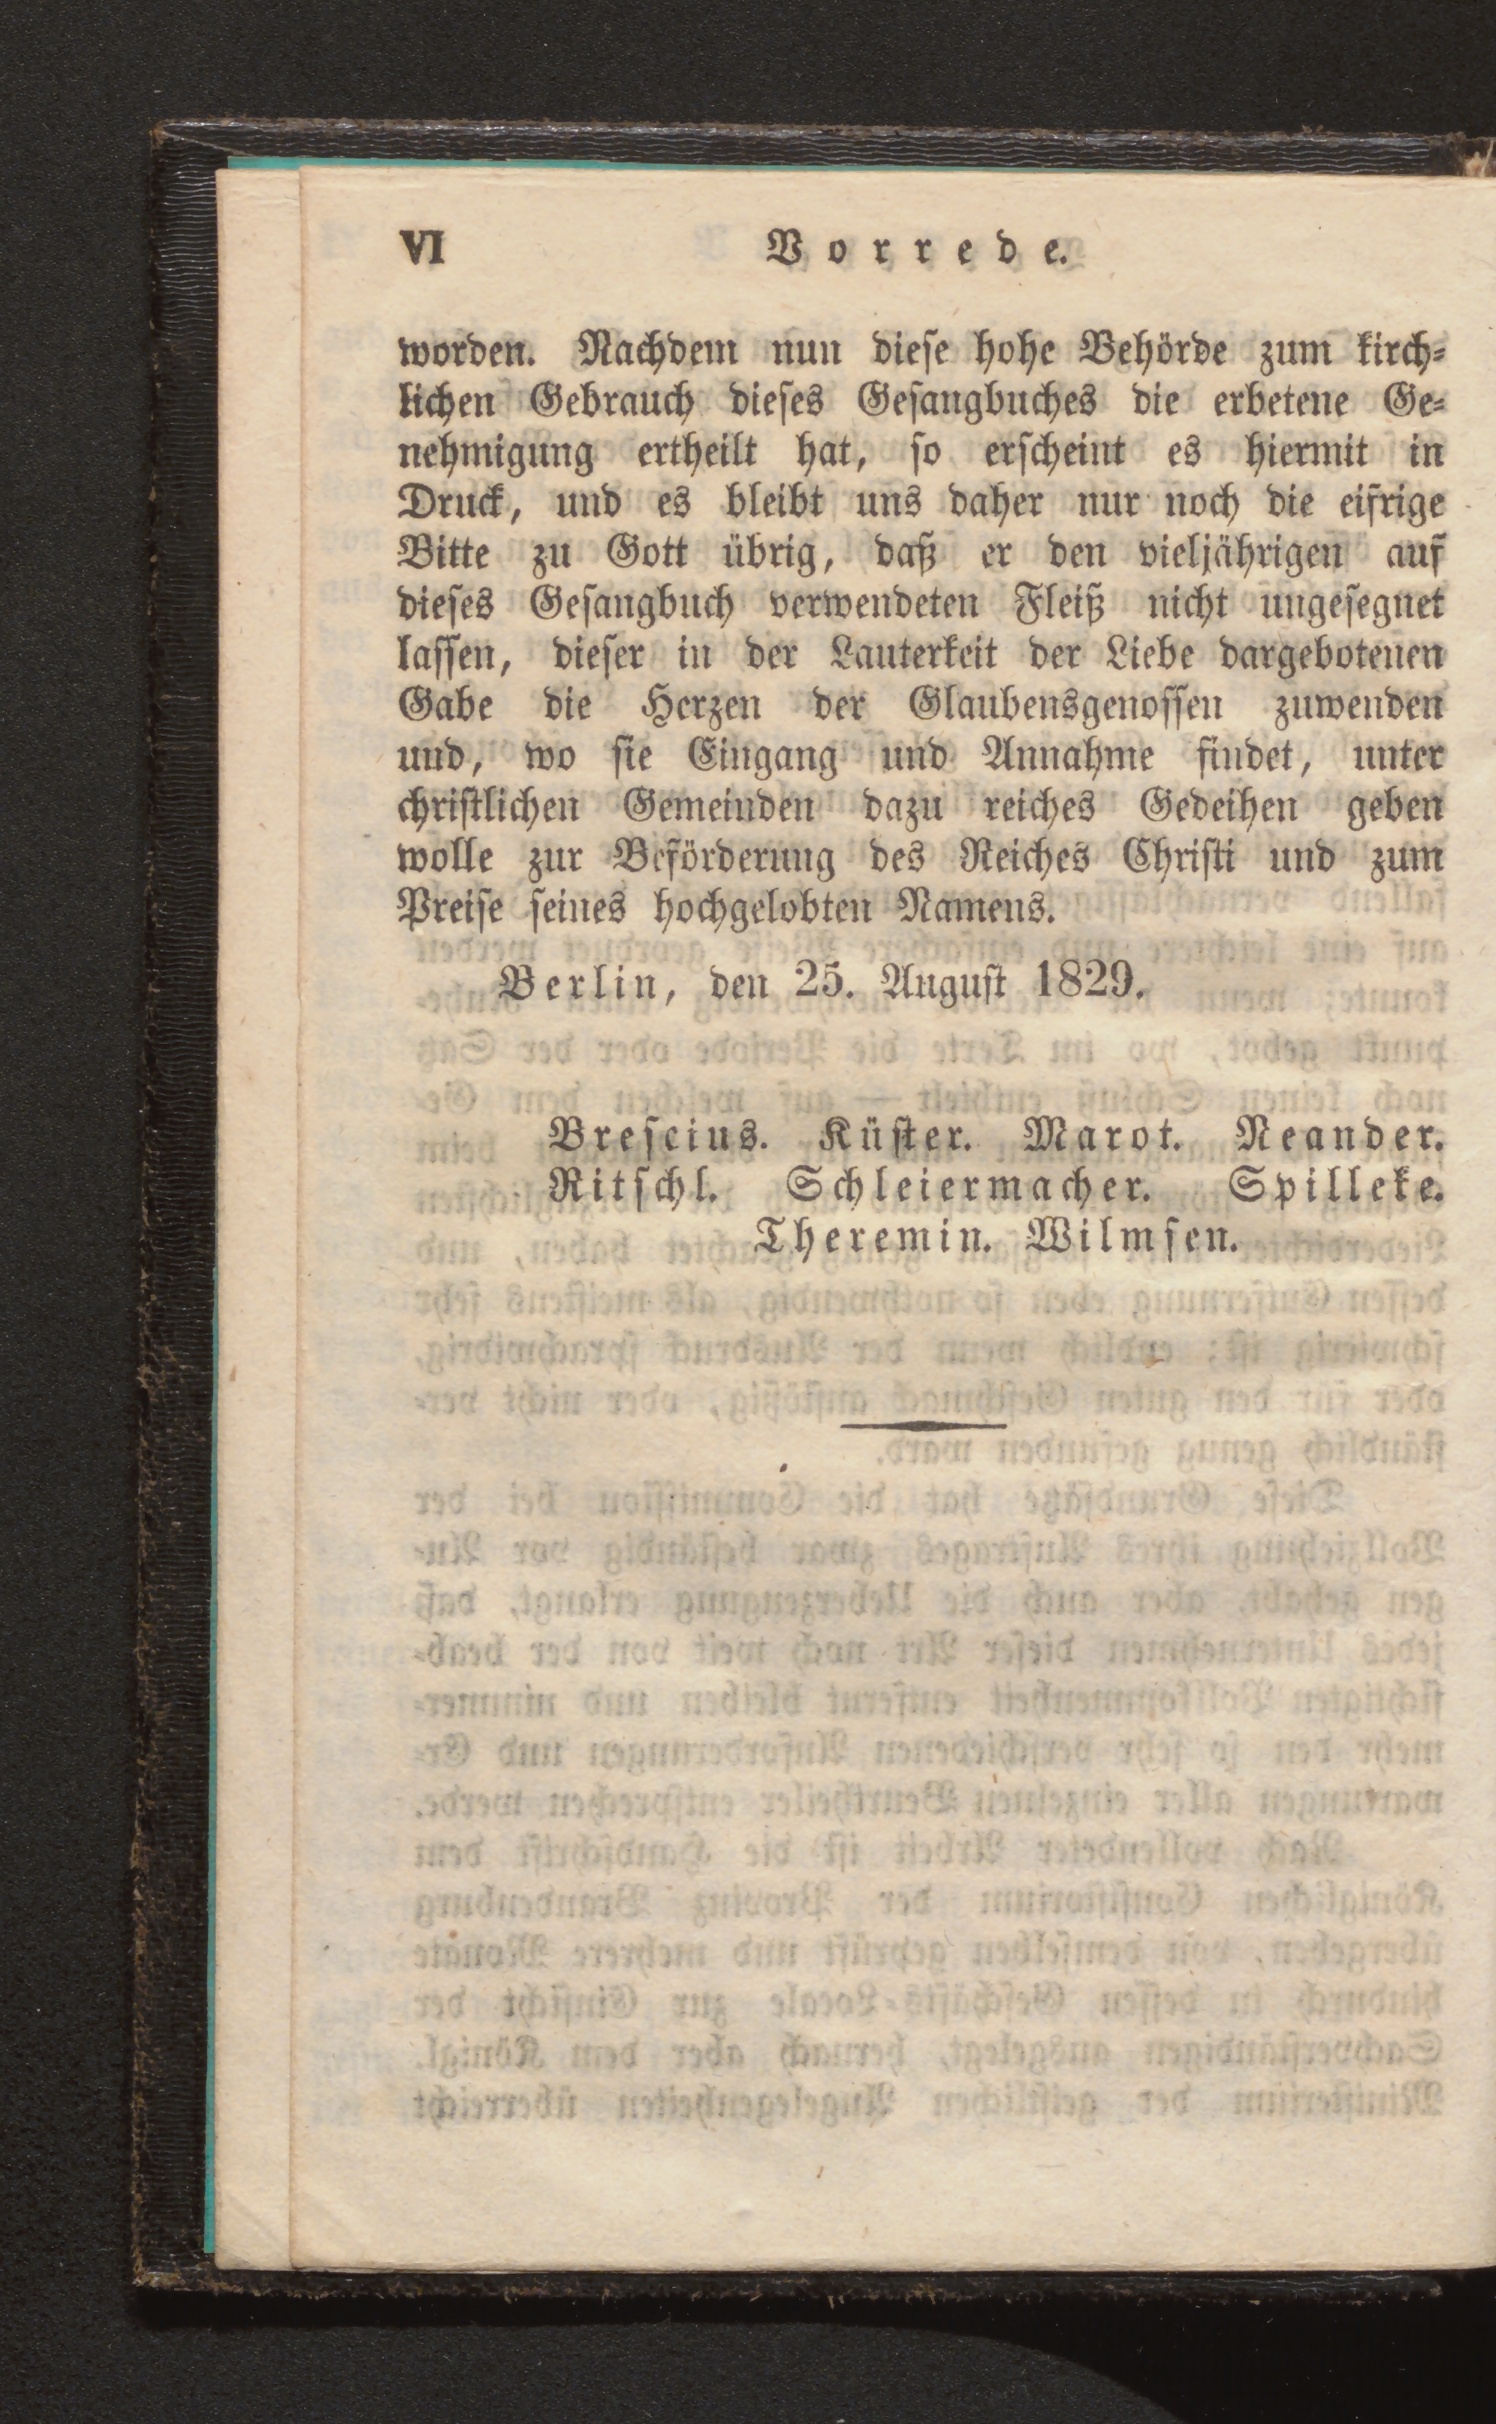 VI Vorrede.
worden. Nachdem nun diese hohe Behörde zum kirch-
lichen Gebrauch dieses Gesangbuches die erbetene Ge-
nehmigung ertheilt hat, so erscheint es hiermit in
Druck, und es bleibt uns daher nur noch die eifrige
Bitte zu Gott übrig, daß er den vieljährigen auf
dieses Gesangbuch verwendeten Fleiß nicht ungesegnet
lassen, dieser in der Lauterkeit der Liebe dargebotenen
Gabe die Herzen der Glaubensgenossen zuwenden
und, wo sie Eingang und Annahme findet, unter
christlichen Gemeinden dazu reiches Gedeihen geben
wolle zur Beförderung des Reiches Christi und zum
Preise seines hochgelobten Namens.
Berlin, den 25. August 1829.
Brescius. Küster. Marot. Neander.
Ritschl. Schleiermacher. Spilleke.
Theremin. Wilmsen.